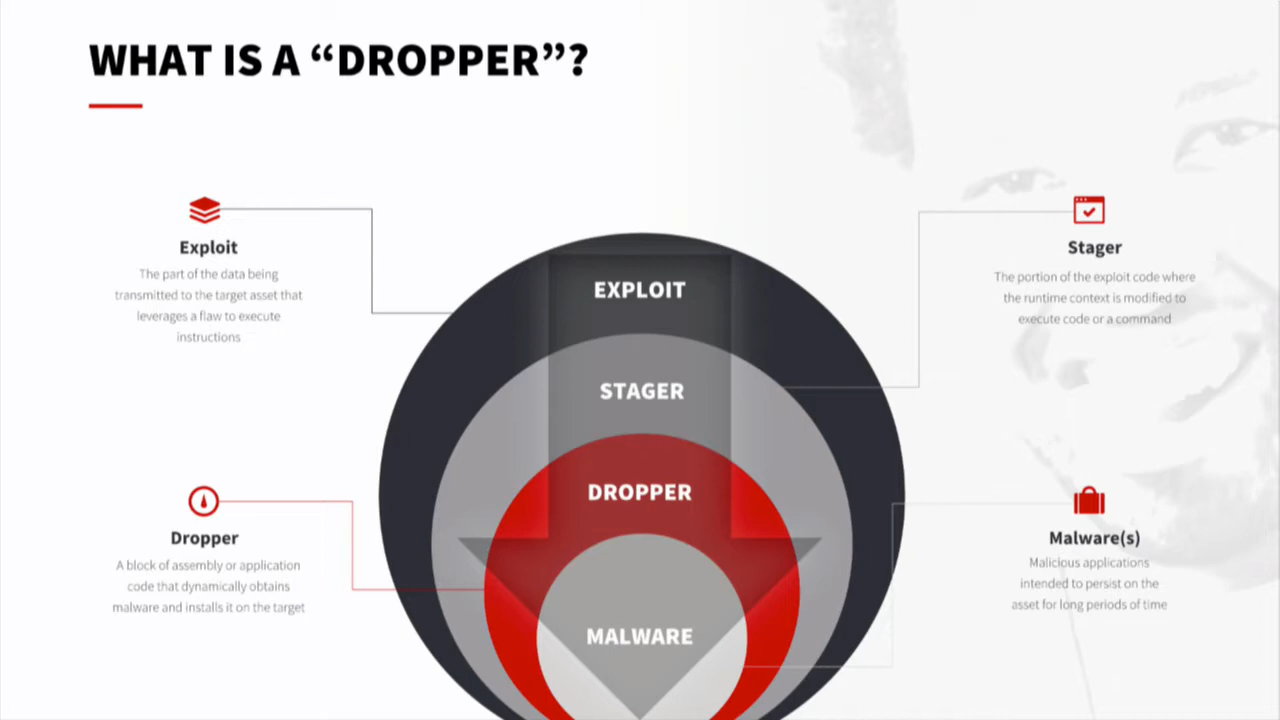 WHAT IS A “DROPPER”?
Exploit
The part of the data being
transmitted to the target asset that
leverages a flaw to execute
instructions
Stager
The portion of the exploit code where
the runtime context is modified to
execute code or a command
EXPLOIT
STAGER
DROPPER
MALWARE
Dropper
A block of assembly or application
code that dynamically obtains
malware and installs it on the target
Malware(s)
Malicious applications
intended to persist on the
asset for long periods of time